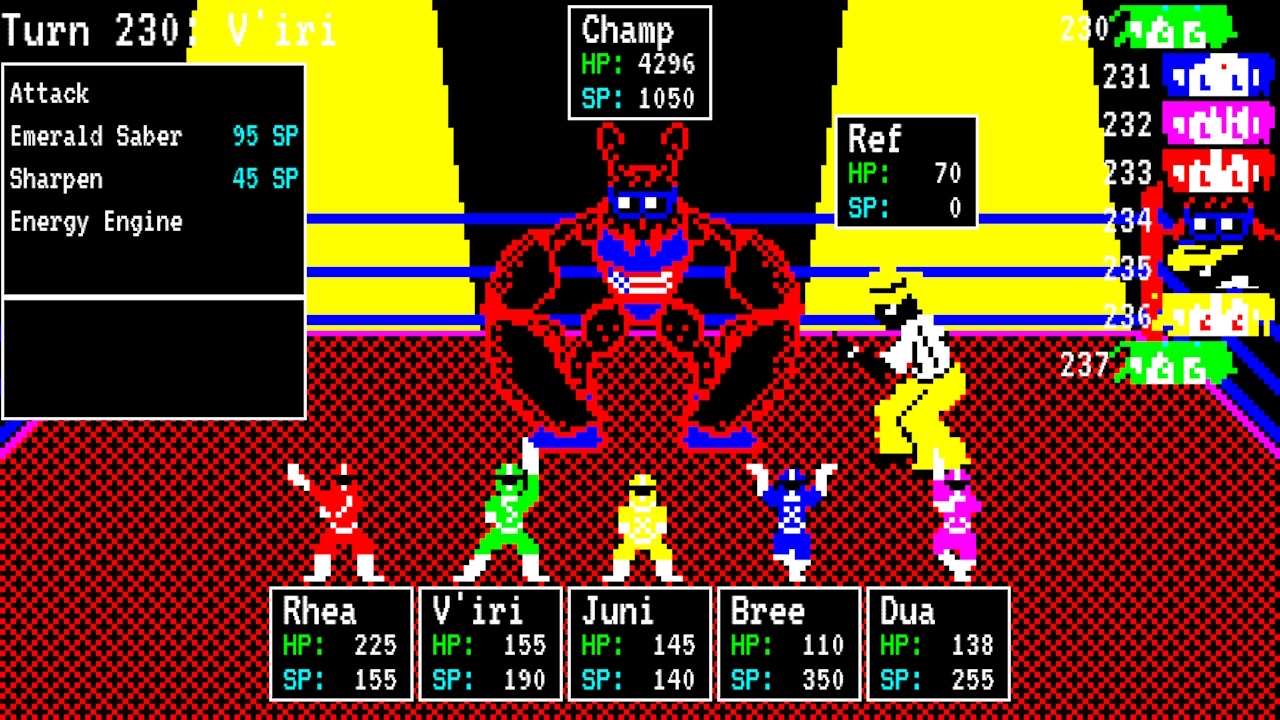 Turn 230: V'iri
Attack
Emerald Saber 95 SP
Sharpen 45 SP
Energy Engine
Champ
HP: 4296
SP: 1050
Ref
HP: 70
SP: 0
230
231
232
233
234
235
236
237
Rhea
HP: 225
SP: 155
V'iri
HP: 155
SP: 190
Juni
HP: 145
SP: 140
Bree
HP: 110
SP: 350
Dua
HP: 138
SP: 255